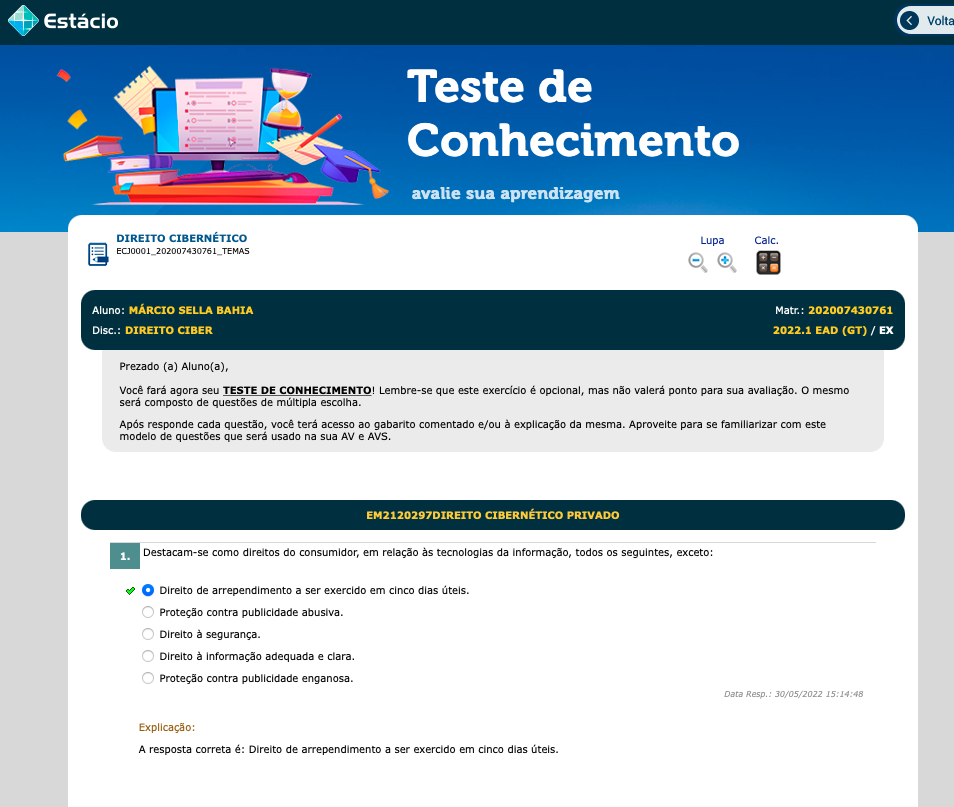 Estácio
Teste de
Conhecimento
avalie sua aprendizagem
DIREITO CIBERNÉTICO
ECJ0001_202007430761_TEMAS
Lupa Calc.
Aluno: MÁRCIO SELLA BAHIA Matr.: 202007430761
Disc.: DIREITO CIBER 2022.1 EAD (GT) / EX
Prezado (a) Aluno(a),
Você fará agora seu TESTE DE CONHECIMENTO! Lembre-se que este exercício é opcional, mas não valerá ponto para sua avaliação. O mesmo
será composto de questões de múltipla escolha.
Após responde cada questão, você terá acesso ao gabarito comentado e/ou à explicação da mesma. Aproveite para se familiarizar com este
modelo de questões que será usado na sua AV e AVS.
EM2120297DIREITO CIBERNÉTICO PRIVADO
1. Destacam-se como direitos do consumidor, em relação às tecnologias da informação, todos os seguintes, exceto:
Direito de arrependimento a ser exercido em cinco dias úteis.
Proteção contra publicidade abusiva.
Direito à segurança.
Direito à informação adequada e clara.
Proteção contra publicidade enganosa.
Data Resp.: 30/05/2022 15:14:48
Explicação:
A resposta correta é: Direito de arrependimento a ser exercido em cinco dias úteis.